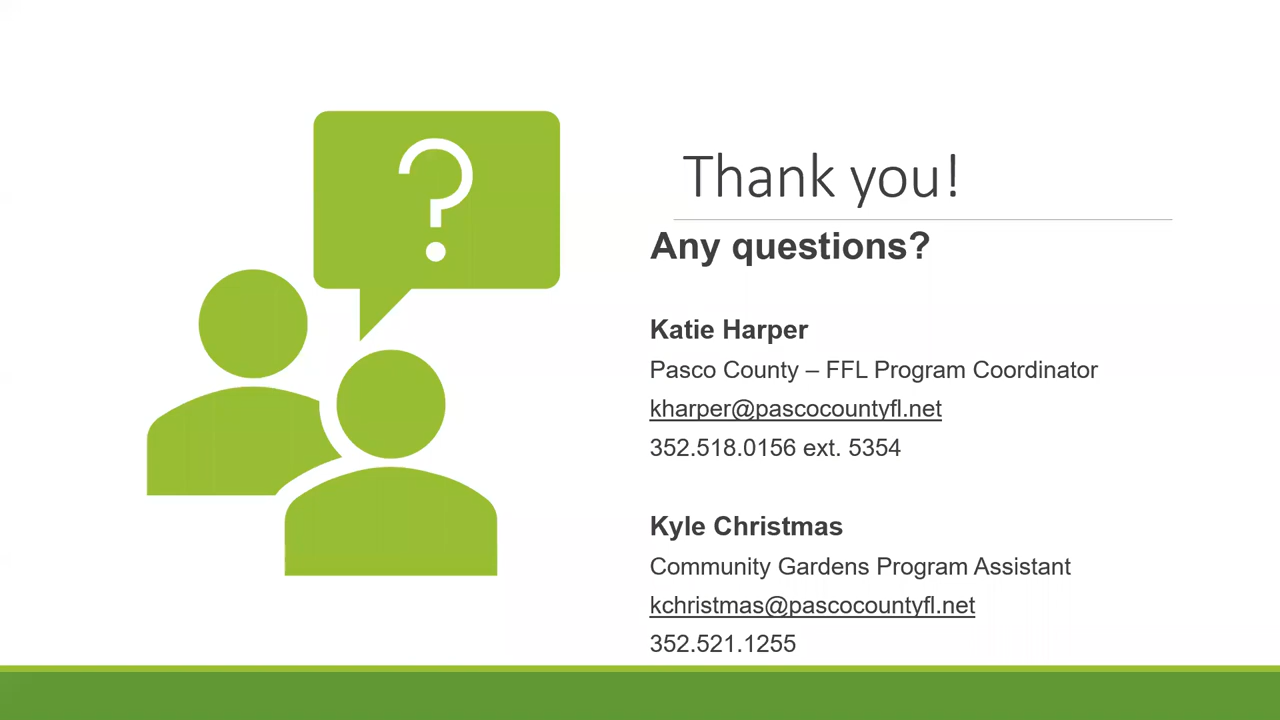 ?
Thank you!
Any questions?
Katie Harper
Pasco County – FFL Program Coordinator
kharper@pascocountyfl.net
352.518.0156 ext. 5354
Kyle Christmas
Community Gardens Program Assistant
kchristmas@pascocountyfl.net
352.521.1255